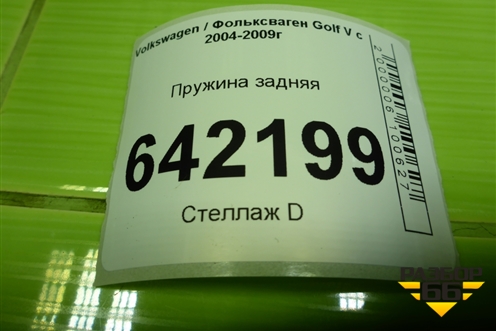 Volkswagen / Фольксваген Golf V с
2004-2009г
Пружина задняя
642199
Стеллаж D
2000006100627
РАЗБОР
66